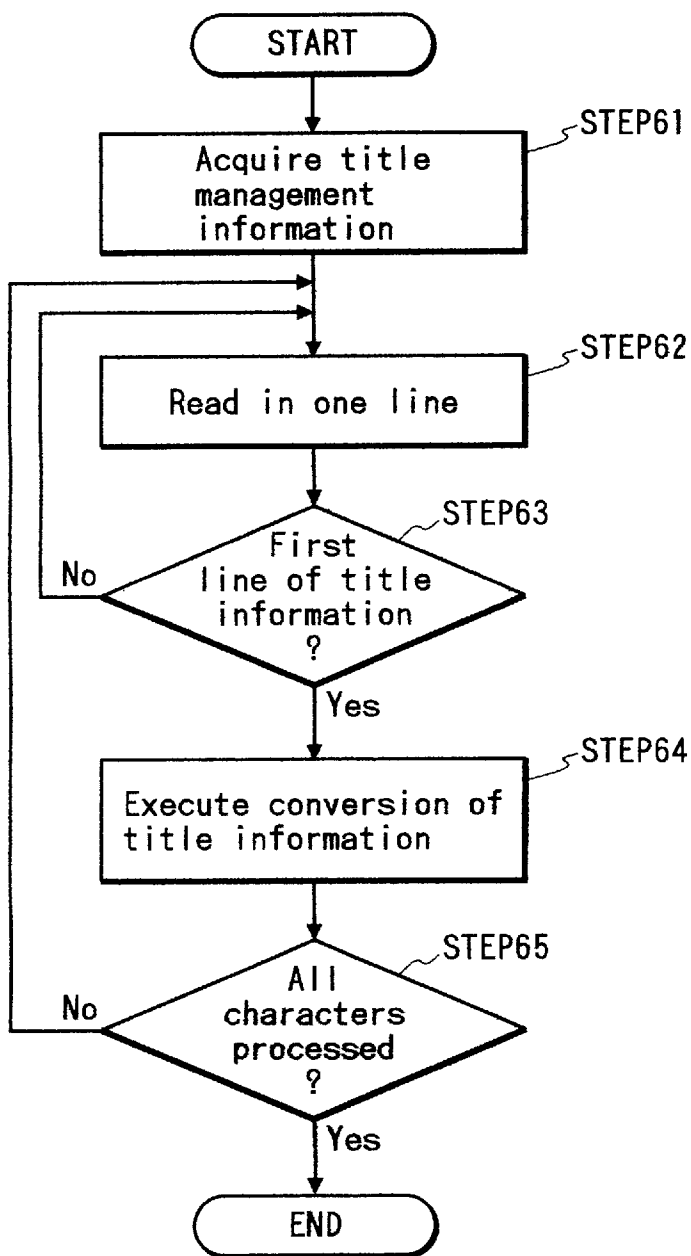 START
STEP61
Acquire title
management
information
STEP62
Read in one line
STEP63
First
line of title
information
?
No
Yes
STEP64
Execute conversion of
title information
STEP65
All
characters
processed
?
No
Yes
END